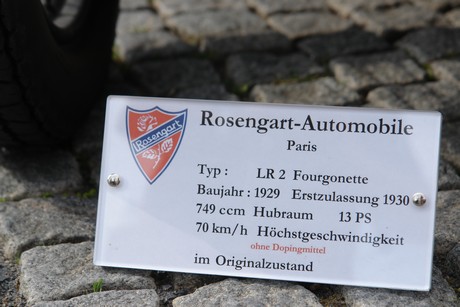 Rosengart-Automobile
Paris
Rosengart
Typ : LR 2 Fourgonette
Baujahr : 1929 Erstzulassung 1930
749 ccm Hubraum 13 PS
70 km/h Höchstgeschwindigkeit
ohne Dopingmittel
im Originalzustand